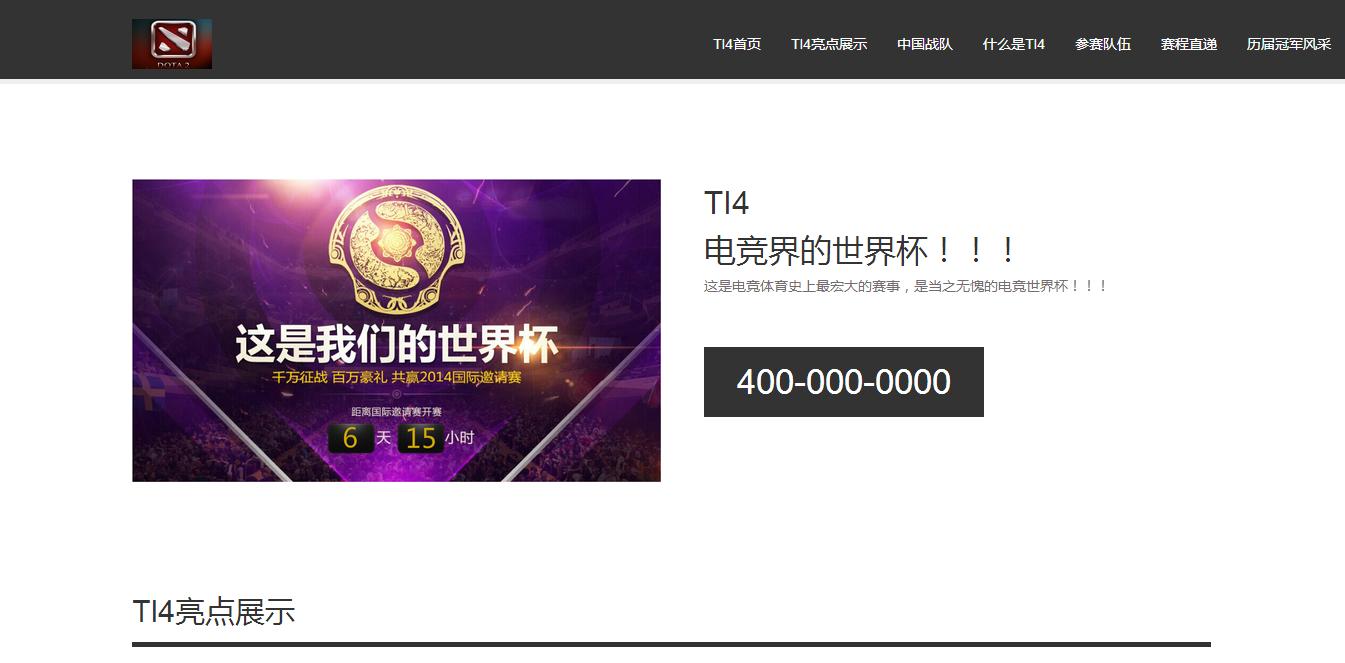 DOTA 2
TI4首页 TI4亮点展示 中国战队 什么是TI4 参赛队伍 赛程直递 历届冠军风采
这是我们的世界杯
千万征战 百万豪礼 共赢2014国际邀请赛
距离国际邀请赛开赛
6 天 15 小时
TI4
电竞界的世界杯！！！
这是电竞体育史上最宏大的赛事，是当之无愧的电竞世界杯！！！
400-000-0000
TI4亮点展示